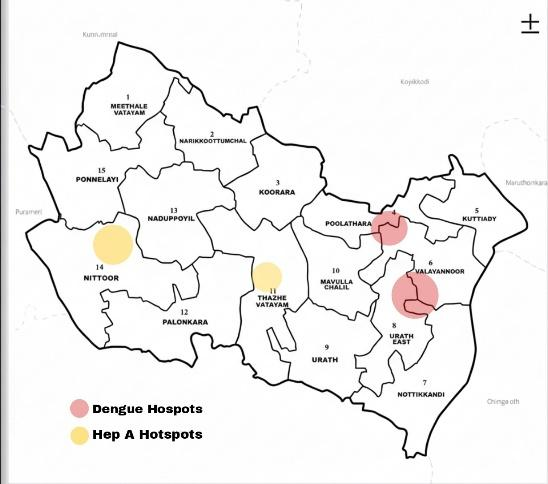 Kunnummal
±
Koyikkodi
1
MEETHALE
VATAYAM
2
NARIKKOOTTUMCHAL
15
PONNELAYI
3
KOORARA
Maruthonkara
Purameri
13
NADUPPOYIL
POOLATHARA
4
5
KUTTIADY
14
NITTOOR
10
MAVULLA
CHALIL
6
VALAYANNOOR
11
THAZHE
VATAYAM
12
PALONKARA
8
URATH
EAST
9
URATH
7
NOTTIKKANDI
Dengue Hospots
Hep A Hotspots